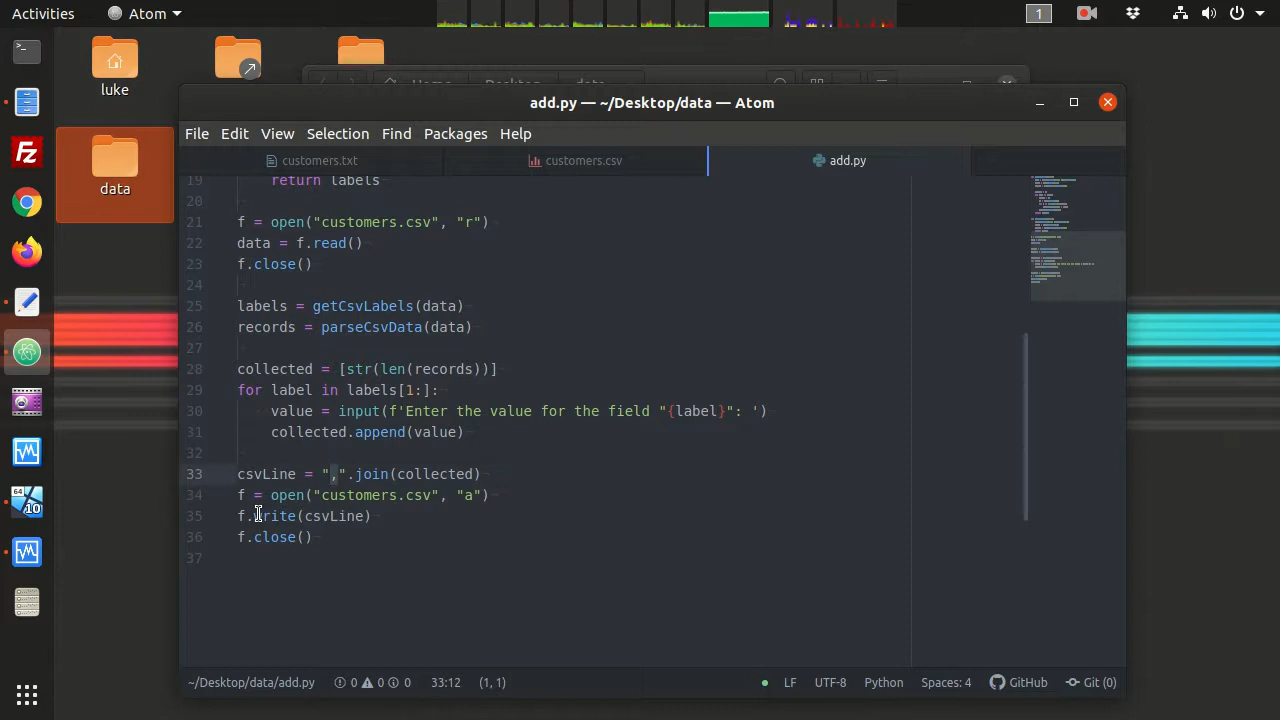 Activities
Atom
1
luke
data
Home
Desktop
data
add.py — ~/Desktop/data — Atom
File Edit View Selection Find Packages Help
customers.txt customers.csv add.py
19 return labels
20
21 f = open("customers.csv", "r")
22 data = f.read()
23 f.close()
24
25 labels = getCsvLabels(data)
26 records = parseCsvData(data)
27
28 collected = [str(len(records))]
29 for label in labels[1:]:
30 value = input(f'Enter the value for the field "{label}": ')
31 collected.append(value)
32
33 csvLine = ",".join(collected)
34 f = open("customers.csv", "a")
35 f.write(csvLine)
36 f.close()
37
~/Desktop/data/add.py 0 0 0 33:12 (1, 1) LF UTF-8 Python Spaces: 4 GitHub Git (0)
10